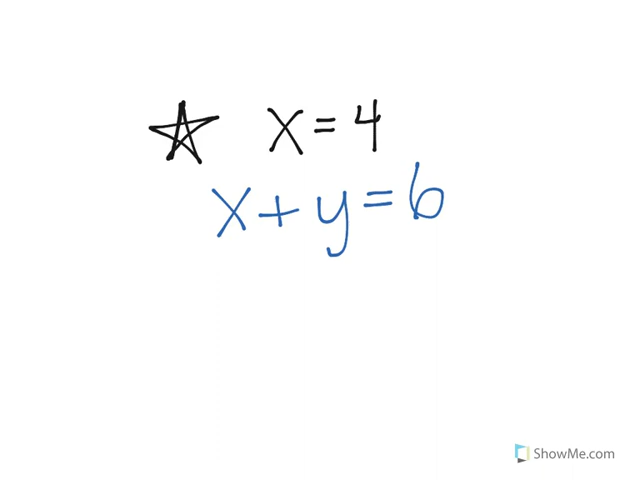 x = 4
x + y = 6
ShowMe.com